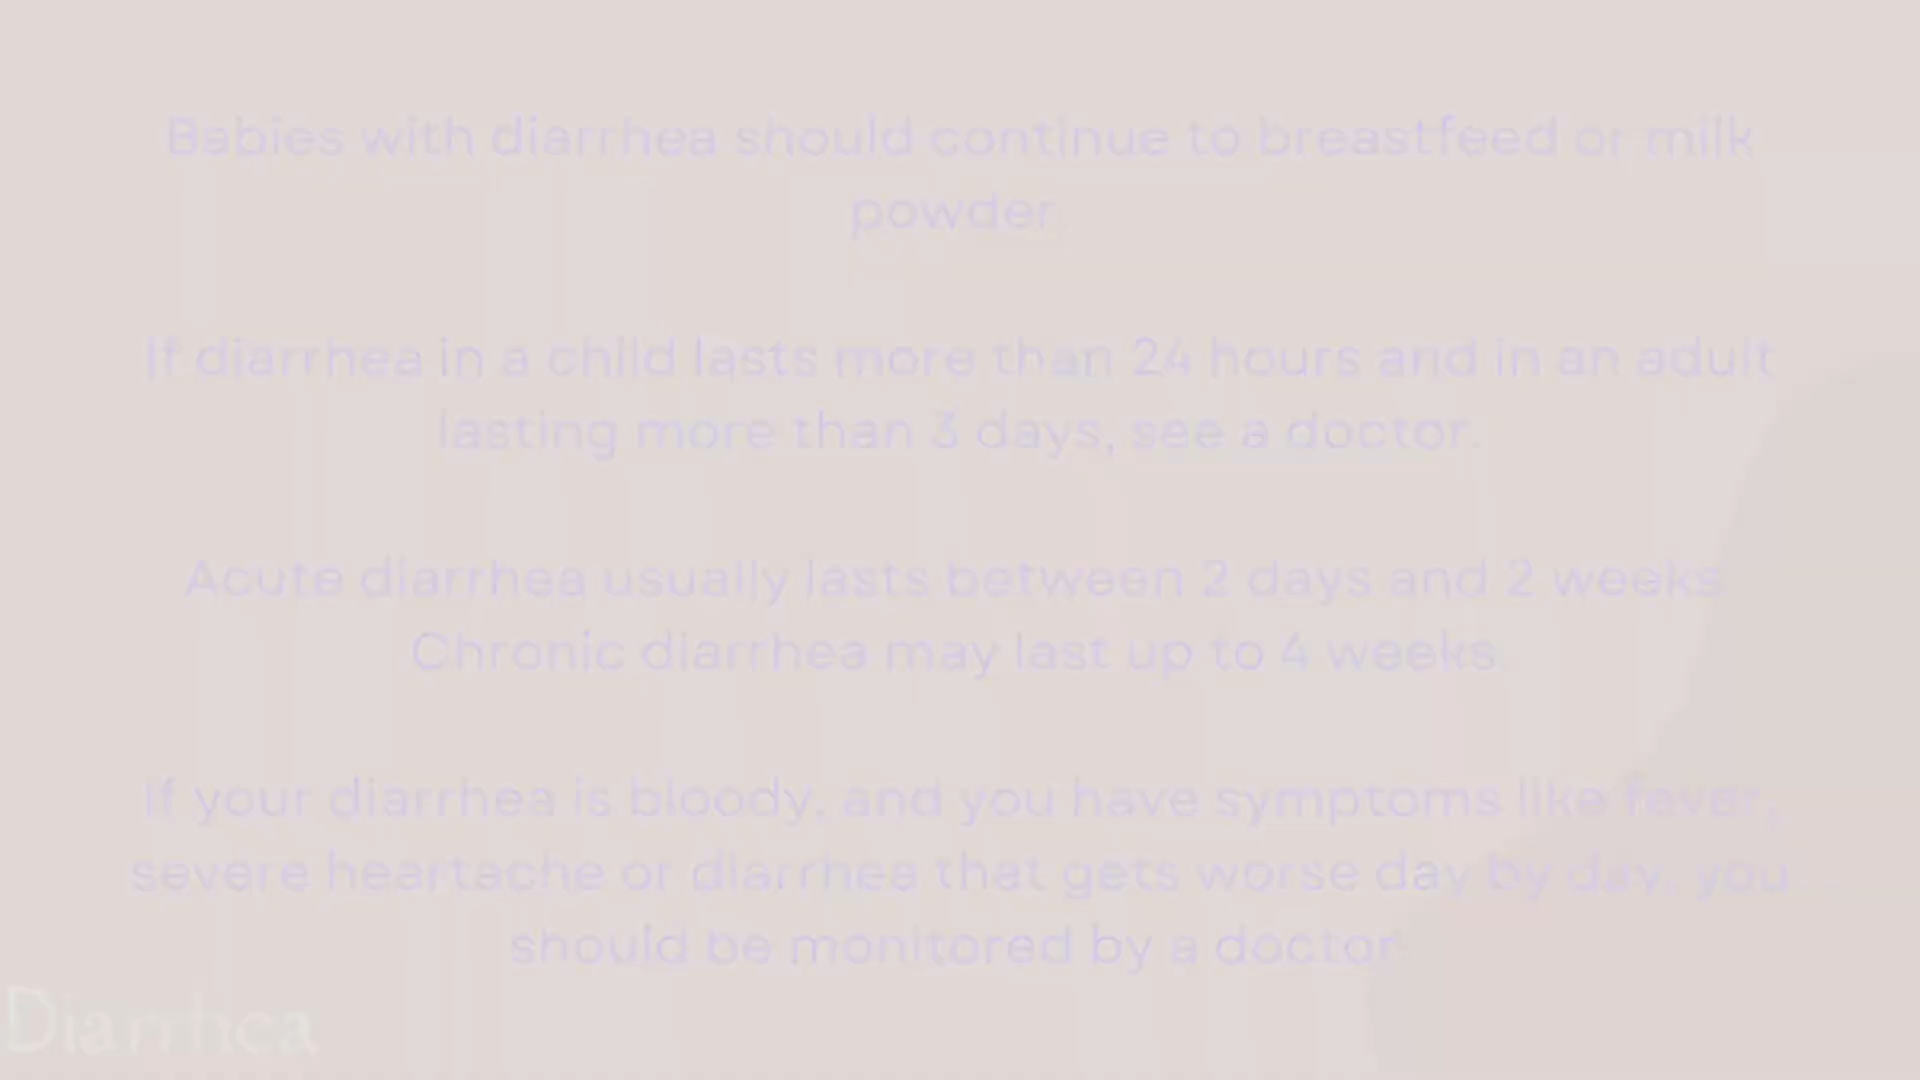 Babies with diarrhea should continue to breastfeed or milk
powder.
If diarrhea in a child lasts more than 24 hours and in an adult
lasting more than 3 days, see a doctor.
Acute diarrhea usually lasts between 2 days and 2 weeks
Chronic diarrhea may last up to 4 weeks
If your diarrhea is bloody, and you have symptoms like fever,
severe heartache or diarrhea that gets worse day by day, you
should be monitored by a doctor
Diarrhea